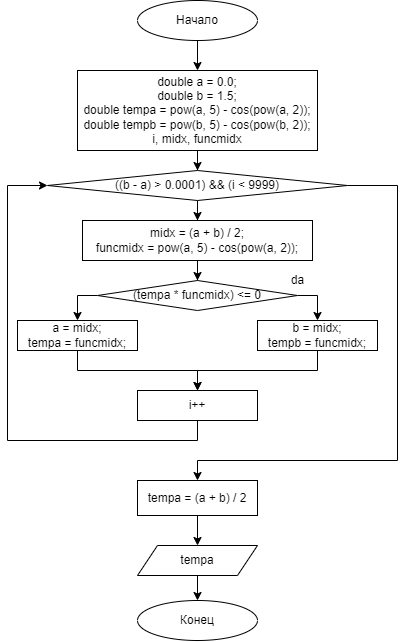 Начало
double a = 0.0;
double b = 1.5;
double tempa = pow(a, 5) - cos(pow(a, 2));
double tempb = pow(b, 5) - cos(pow(b, 2));
i, midx, funcmidx
((b - a) > 0.0001) && (i < 9999)
midx = (a + b) / 2;
funcmidx = pow(a, 5) - cos(pow(a, 2));
da
(tempa * funcmidx) <= 0
a = midx;
tempa = funcmidx;
b = midx;
tempb = funcmidx;
i++
tempa = (a + b) / 2
tempa
Конец